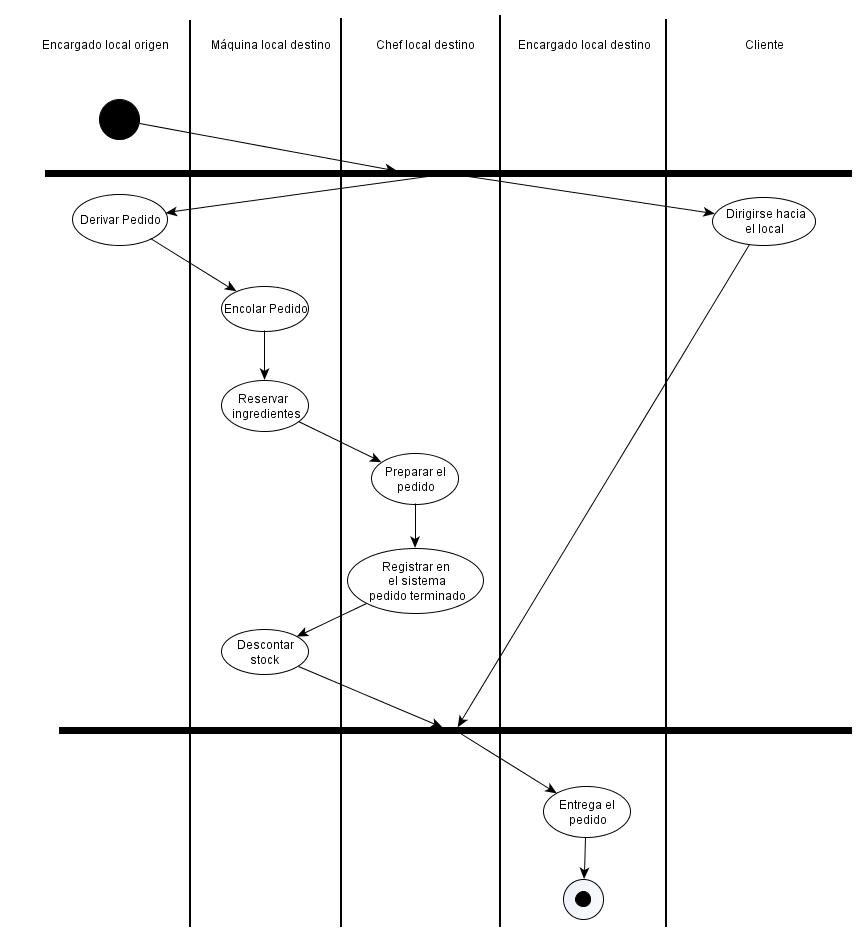 Encargado local origen
Máquina local destino
Chef local destino
Encargado local destino
Cliente
Derivar Pedido
Dirigirse hacia
el local
Encolar Pedido
Reservar
ingredientes
Preparar el
pedido
Registrar en
el sistema
pedido terminado
Descontar
stock
Entrega el
pedido